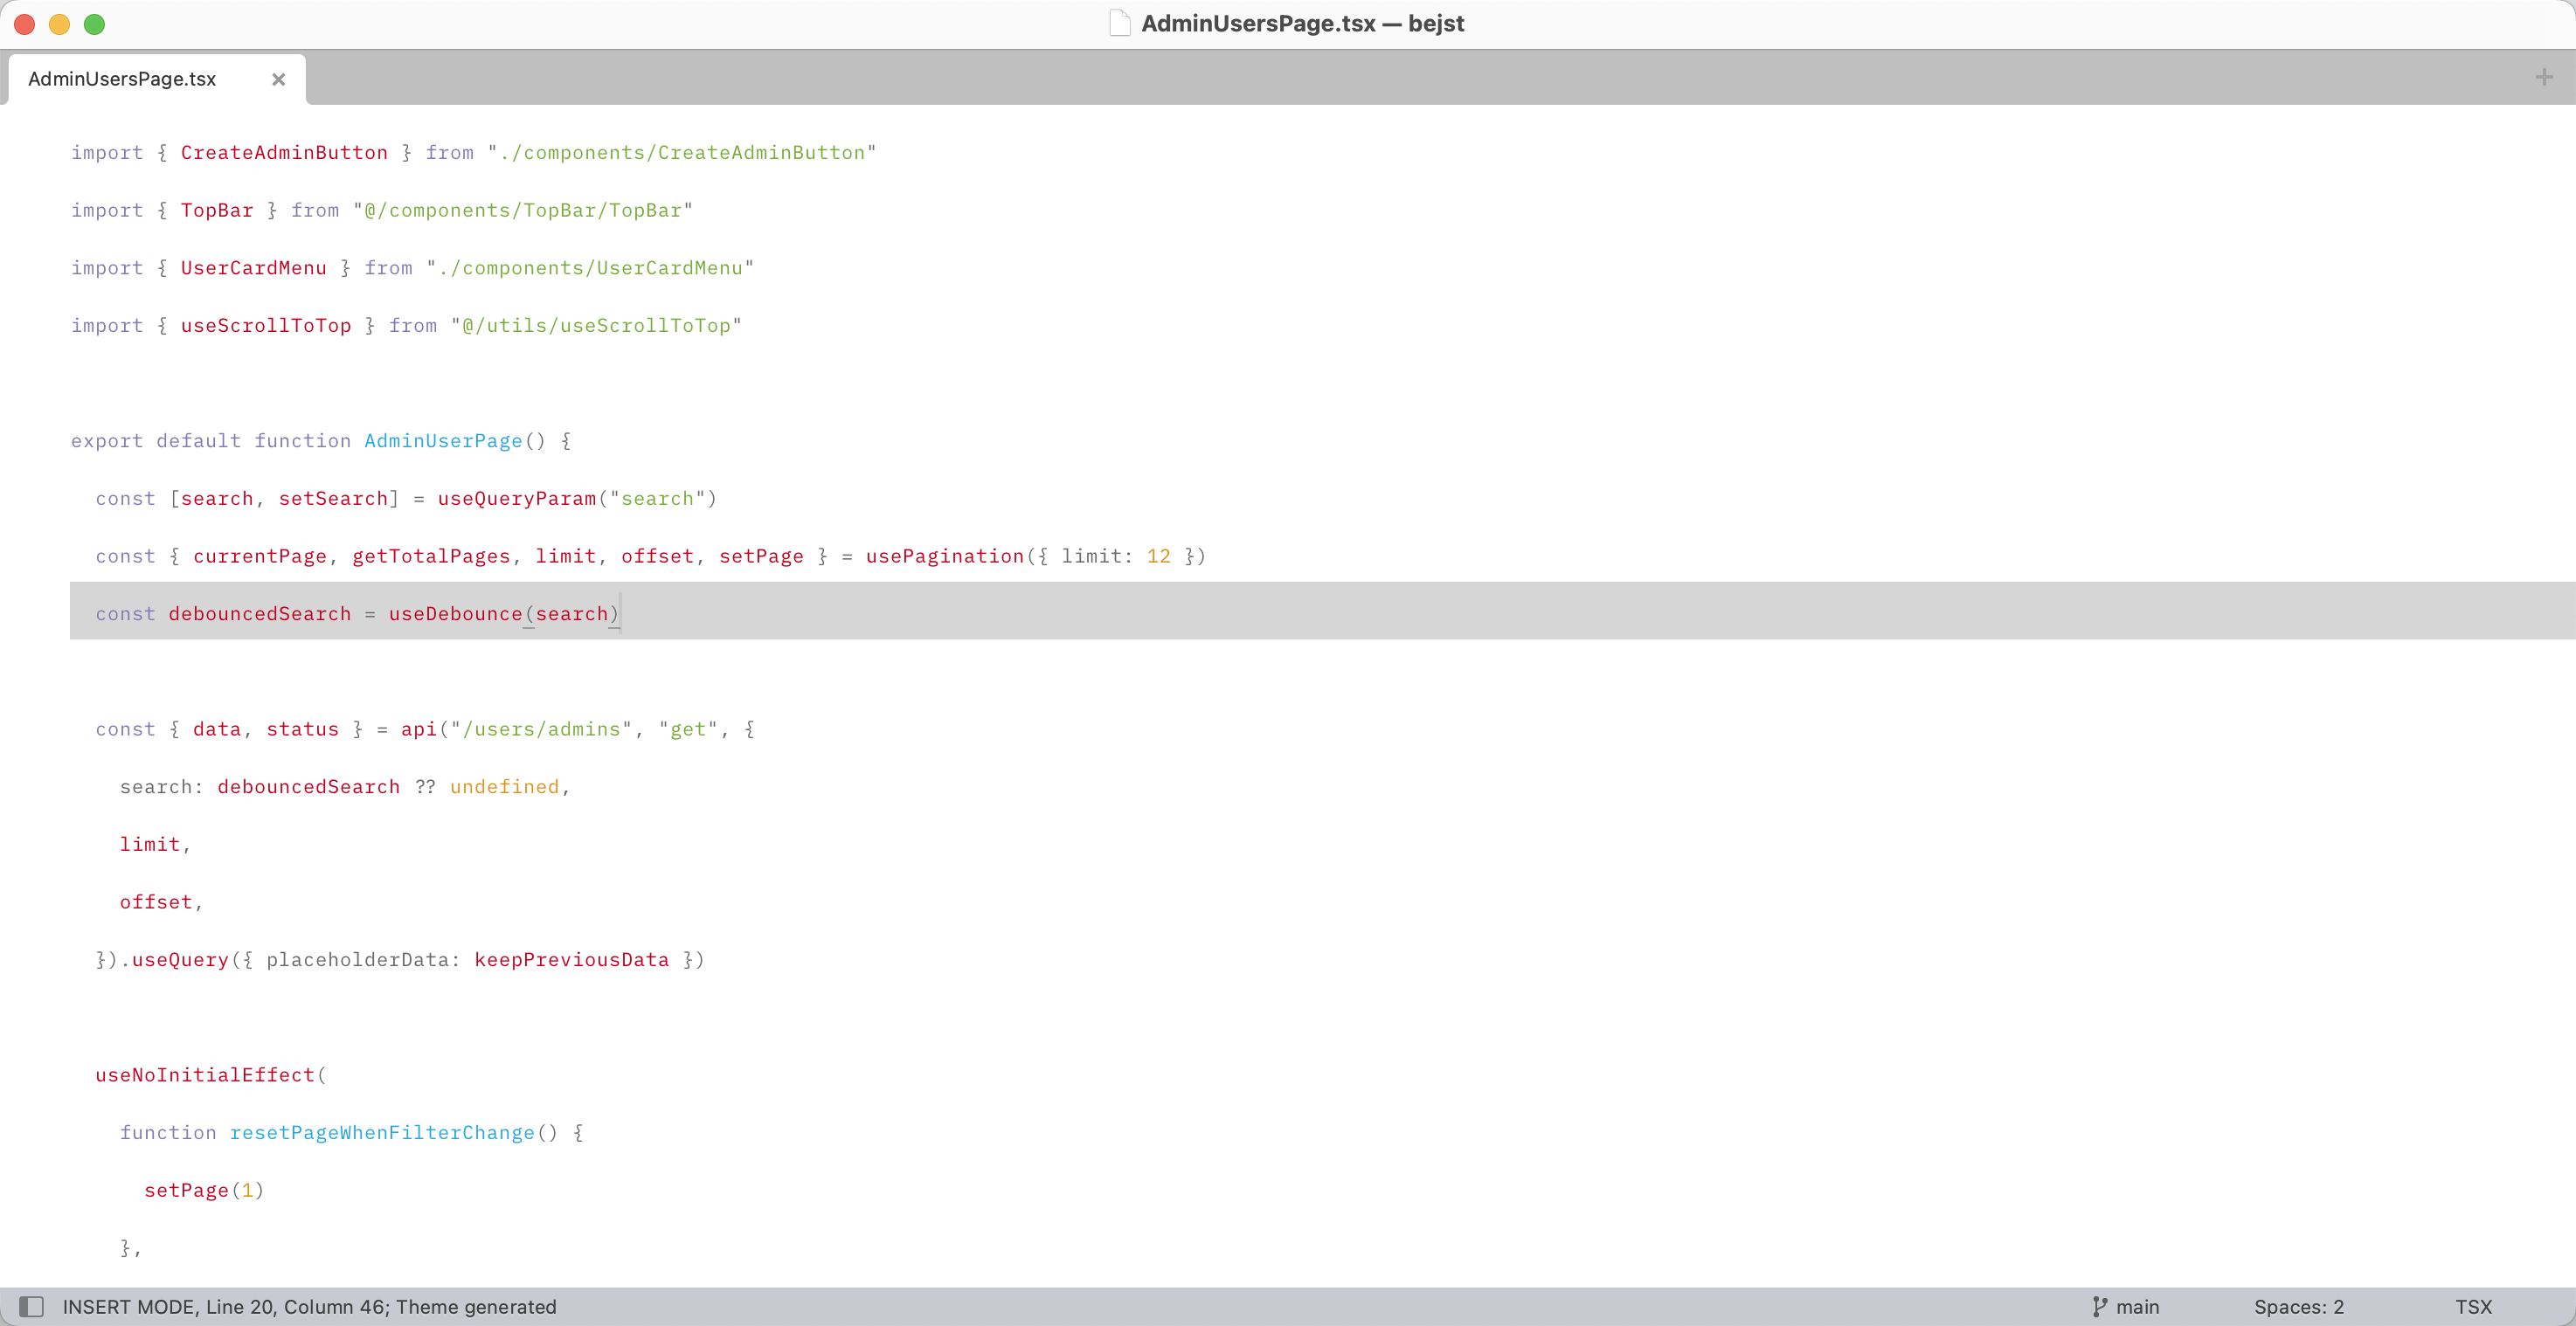 AdminUsersPage.tsx — bejst
AdminUsersPage.tsx
import { CreateAdminButton } from "./components/CreateAdminButton"
import { TopBar } from "@/components/TopBar/TopBar"
import { UserCardMenu } from "./components/UserCardMenu"
import { useScrollToTop } from "@/utils/useScrollToTop"
export default function AdminUserPage() {
const [search, setSearch] = useQueryParam("search")
const { currentPage, getTotalPages, limit, offset, setPage } = usePagination({ limit: 12 })
const debouncedSearch = useDebounce(search)
const { data, status } = api("/users/admins", "get", {
search: debouncedSearch ?? undefined,
limit,
offset,
}).useQuery({ placeholderData: keepPreviousData })
useNoInitialEffect(
function resetPageWhenFilterChange() {
setPage(1)
},
INSERT MODE, Line 20, Column 46; Theme generated
main
Spaces: 2
TSX